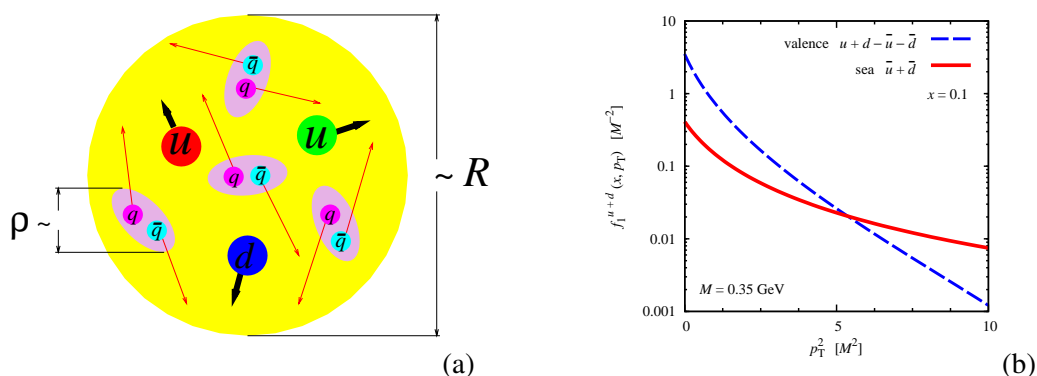 q̅
q
u
u
q
q̅
~ R
q
q
q̅
q̅
ρ ~
d
(a)
10
valence u + d − u̅ − d̅
sea u̅ + d̅
1
x = 0.1
f₁ᵘ⁺ᵈ (x, p_T) [M⁻²]
0.1
0.01
M = 0.35 GeV
0.001
0 5 10
p_T² [M²]
(b)